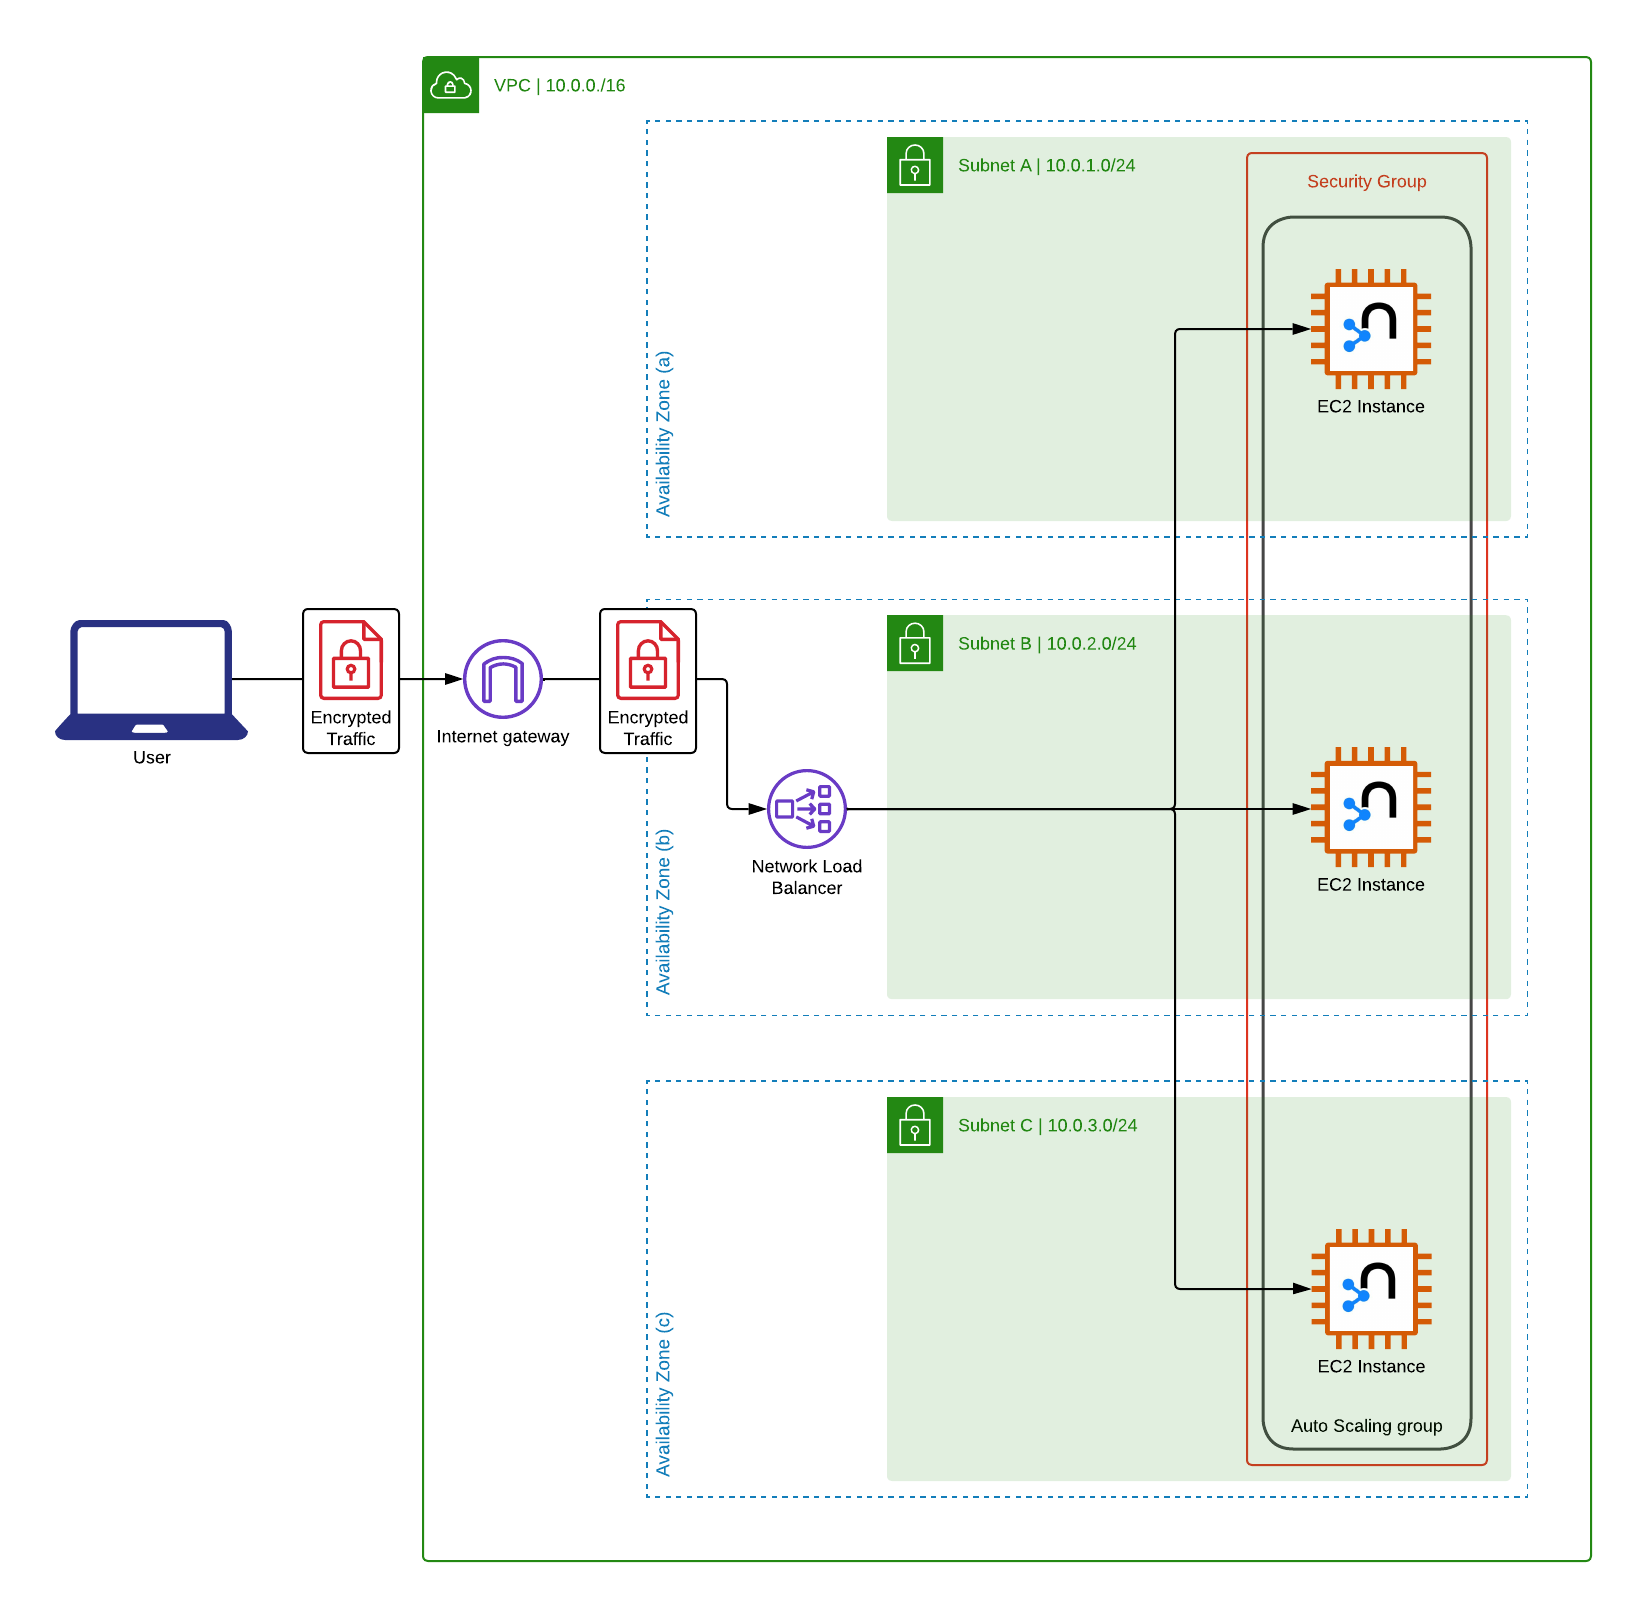 VPC | 10.0.0./16
Subnet A | 10.0.1.0/24
Security Group
EC2 Instance
Availability Zone (a)
Subnet B | 10.0.2.0/24
User
Encrypted
Traffic
Internet gateway
Encrypted
Traffic
Network Load
Balancer
EC2 Instance
Availability Zone (b)
Subnet C | 10.0.3.0/24
EC2 Instance
Auto Scaling group
Availability Zone (c)